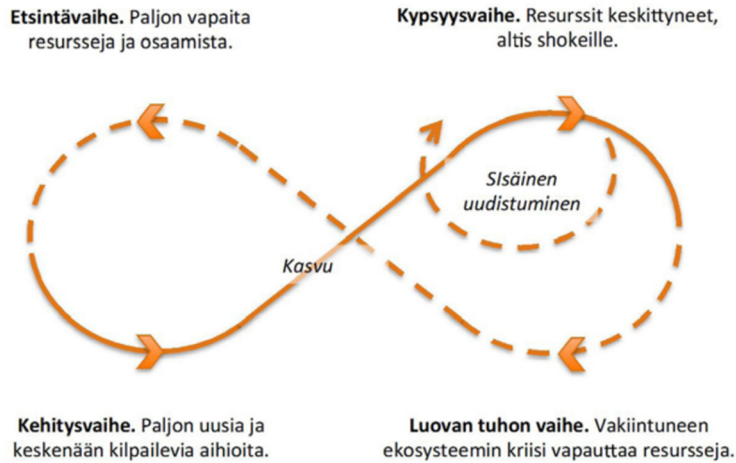 Etsintävaihe. Paljon vapaita
resursseja ja osaamista.
Kypsyysvaihe. Resurssit keskittyneet,
altis shokeille.
SIsäinen
uudistuminen
Kasvu
Kehitysvaihe. Paljon uusia ja
keskenään kilpailevia aihioita.
Luovan tuhon vaihe. Vakiintuneen
ekosysteemin kriisi vapauttaa resursseja.